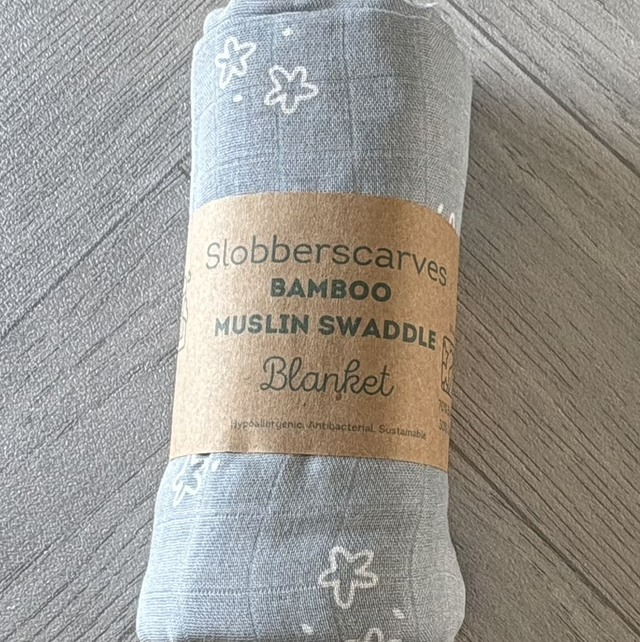 Slobberscarves
BAMBOO
MUSLIN SWADDLE
Blanket
Hypoallergenic. Antibacterial. Sustainable